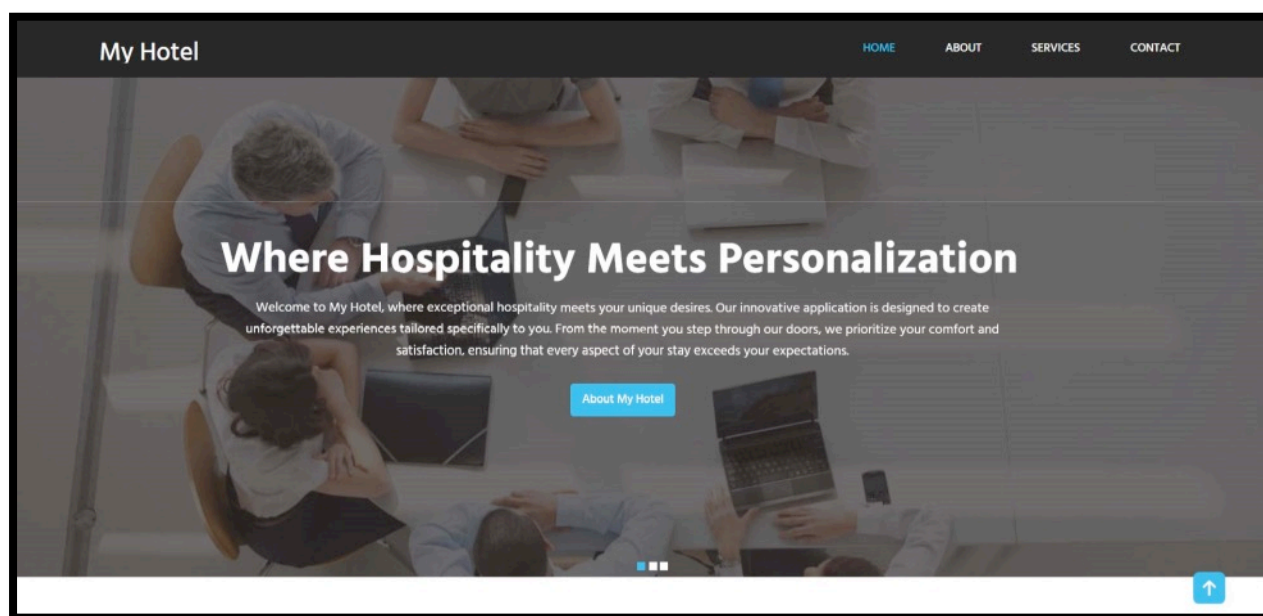 My Hotel
HOME ABOUT SERVICES CONTACT
Where Hospitality Meets Personalization
Welcome to My Hotel, where exceptional hospitality meets your unique desires. Our innovative application is designed to create
unforgettable experiences tailored specifically to you. From the moment you step through our doors, we prioritize your comfort and
satisfaction, ensuring that every aspect of your stay exceeds your expectations.
About My Hotel